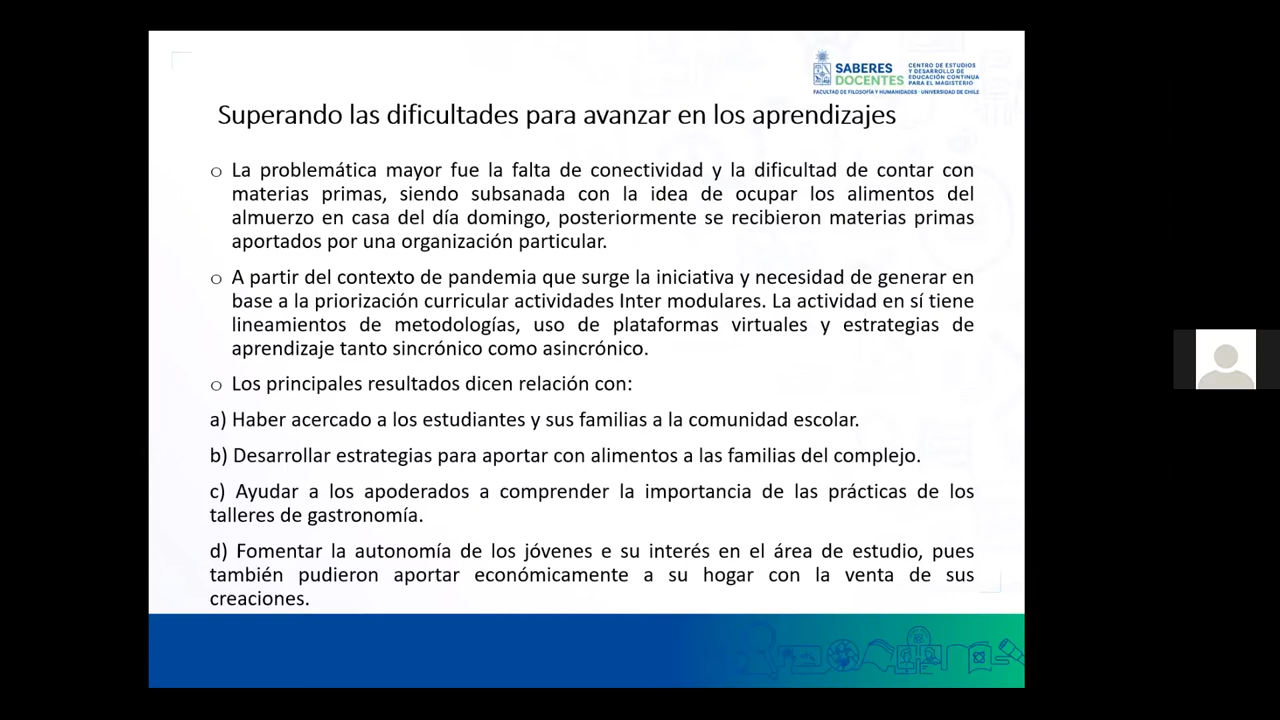 SABERES DOCENTES
CENTRO DE ESTUDIOS
Y DESARROLLO DE
EDUCACIÓN CONTINUA
PARA EL MAGISTERIO
FACULTAD DE FILOSOFÍA Y HUMANIDADES · UNIVERSIDAD DE CHILE
Superando las dificultades para avanzar en los aprendizajes
○ La problemática mayor fue la falta de conectividad y la dificultad de contar con
materias primas, siendo subsanada con la idea de ocupar los alimentos del
almuerzo en casa del día domingo, posteriormente se recibieron materias primas
aportados por una organización particular.
○ A partir del contexto de pandemia que surge la iniciativa y necesidad de generar en
base a la priorización curricular actividades Inter modulares. La actividad en sí tiene
lineamientos de metodologías, uso de plataformas virtuales y estrategias de
aprendizaje tanto sincrónico como asincrónico.
○ Los principales resultados dicen relación con:
a) Haber acercado a los estudiantes y sus familias a la comunidad escolar.
b) Desarrollar estrategias para aportar con alimentos a las familias del complejo.
c) Ayudar a los apoderados a comprender la importancia de las prácticas de los
talleres de gastronomía.
d) Fomentar la autonomía de los jóvenes e su interés en el área de estudio, pues
también pudieron aportar económicamente a su hogar con la venta de sus
creaciones.